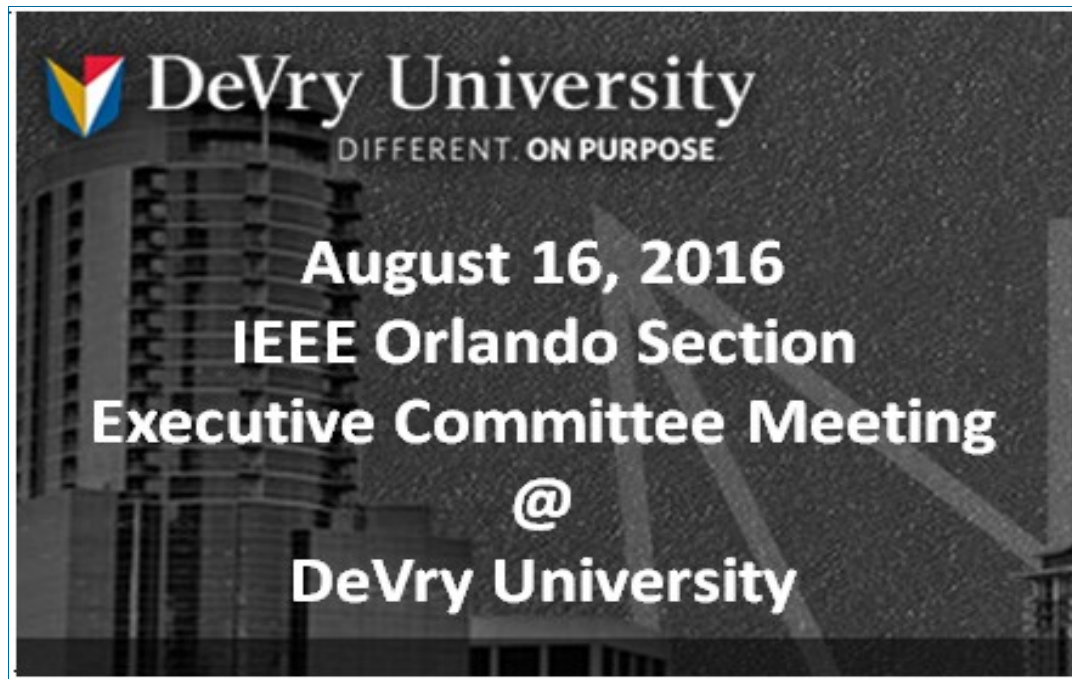 DeVry University
DIFFERENT. ON PURPOSE.
August 16, 2016
IEEE Orlando Section
Executive Committee Meeting
@
DeVry University